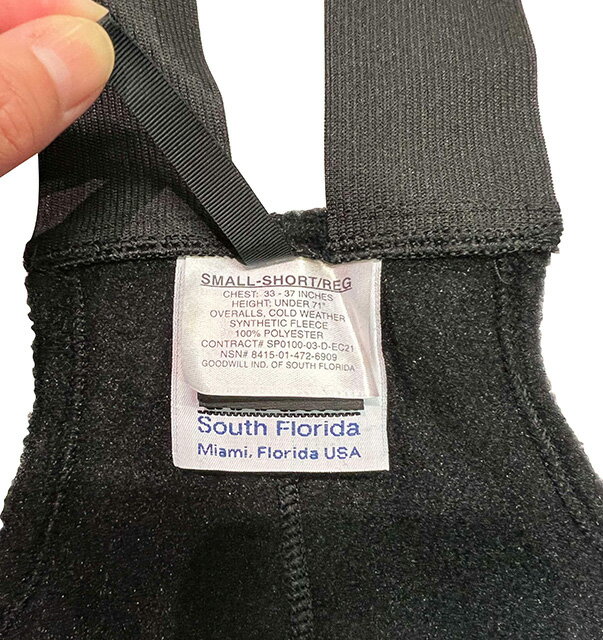 SMALL-SHORT/REG
CHEST: 33 - 37 INCHES
HEIGHT: UNDER 71"
OVERALLS, COLD WEATHER
SYNTHETIC FLEECE
100% POLYESTER
CONTRACT# SP0100-03-D-EC21
NSN# 8415-01-472-6909
GOODWILL IND. OF SOUTH FLORIDA
South Florida
Miami, Florida USA